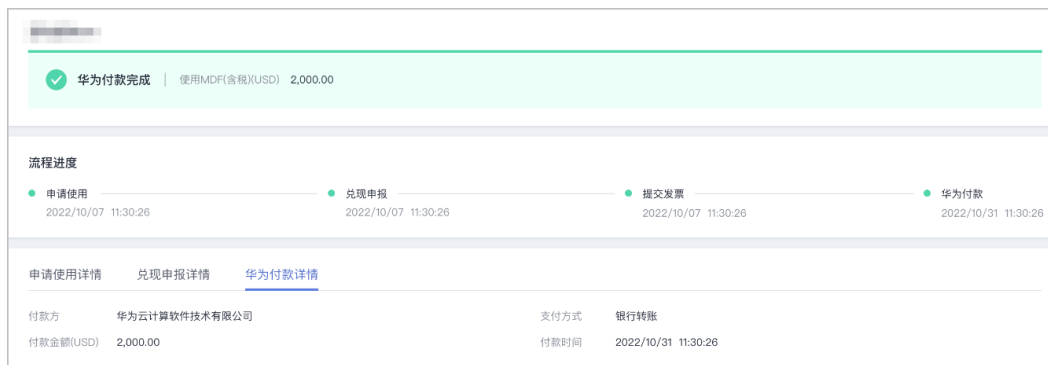 华为付款完成 使用MDF(含税)(USD) 2,000.00
流程进度
申请使用 兑现申报 提交发票 华为付款
2022/10/07 11:30:26 2022/10/07 11:30:26 2022/10/07 11:30:26 2022/10/31 11:30:26
申请使用详情 兑现申报详情 华为付款详情
付款方 华为云计算软件技术有限公司 支付方式 银行转账
付款金额(USD) 2,000.00 付款时间 2022/10/31 11:30:26